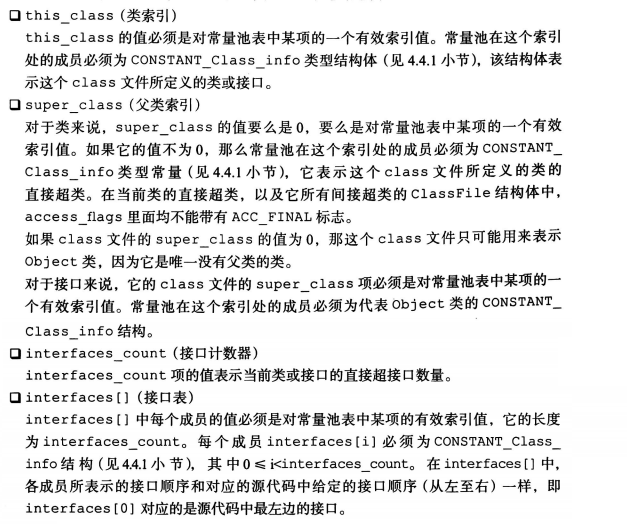 ❑ this_class（类索引）
this_class 的值必须是对常量池表中某项的一个有效索引值。常量池在这个索引
处的成员必须为 CONSTANT_Class_info 类型结构体（见 4.4.1 小节），该结构体表
示这个 class 文件所定义的类或接口。
❑ super_class（父类索引）
对于类来说，super_class 的值要么是 0，要么是对常量池表中某项的一个有效
索引值。如果它的值不为 0，那么常量池在这个索引处的成员必须为 CONSTANT_
Class_info 类型常量（见 4.4.1 小节），它表示这个 class 文件所定义的类的
直接超类。在当前类的直接超类，以及它所有间接超类的 ClassFile 结构体中，
access_flags 里面均不能带有 ACC_FINAL 标志。
如果 class 文件的 super_class 的值为 0，那这个 class 文件只可能用来表示
Object 类，因为它是唯一没有父类的类。
对于接口来说，它的 class 文件的 super_class 项必须是对常量池表中某项的一
个有效索引值。常量池在这个索引处的成员必须为代表 Object 类的 CONSTANT_
Class_info 结构。
❑ interfaces_count（接口计数器）
interfaces_count 项的值表示当前类或接口的直接超接口数量。
❑ interfaces[]（接口表）
interfaces[] 中每个成员的值必须是对常量池表中某项的有效索引值，它的长度
为 interfaces_count。每个成员 interfaces[i] 必须为 CONSTANT_Class_
info 结构（见 4.4.1 小节），其中 0 ≤ i<interfaces_count。在 interfaces[] 中，
各成员所表示的接口顺序和对应的源代码中给定的接口顺序（从左至右）一样，即
interfaces[0] 对应的是源代码中最左边的接口。